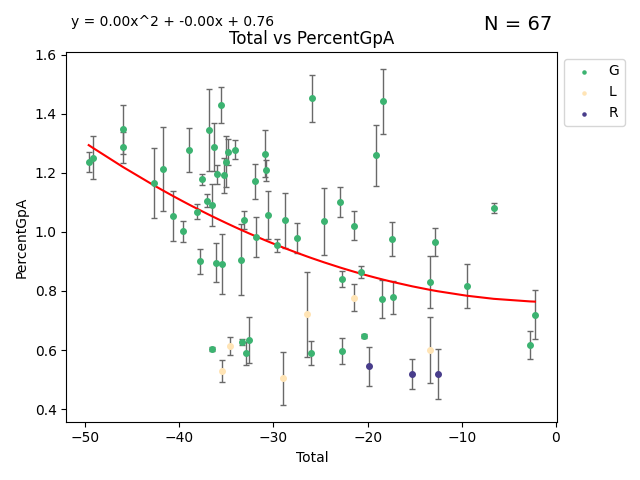 y = 0.00x^2 + -0.00x + 0.76
N = 67
Total vs PercentGpA
1.6
1.4
1.2
1.0
0.8
0.6
0.4
PercentGpA
−50
−40
−30
−20
−10
0
Total
G
L
R